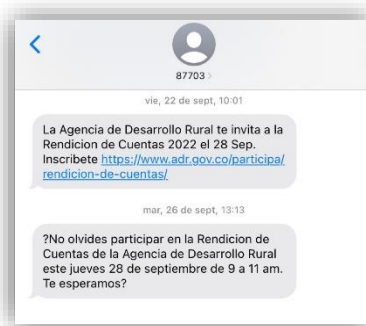 87703
vie, 22 de sept, 10:01
La Agencia de Desarrollo Rural te invita a la
Rendicion de Cuentas 2022 el 28 Sep.
Inscribete https://www.adr.gov.co/participa/
rendicion-de-cuentas/
mar, 26 de sept, 13:13
?No olvides participar en la Rendicion de
Cuentas de la Agencia de Desarrollo Rural
este jueves 28 de septiembre de 9 a 11 am.
Te esperamos?